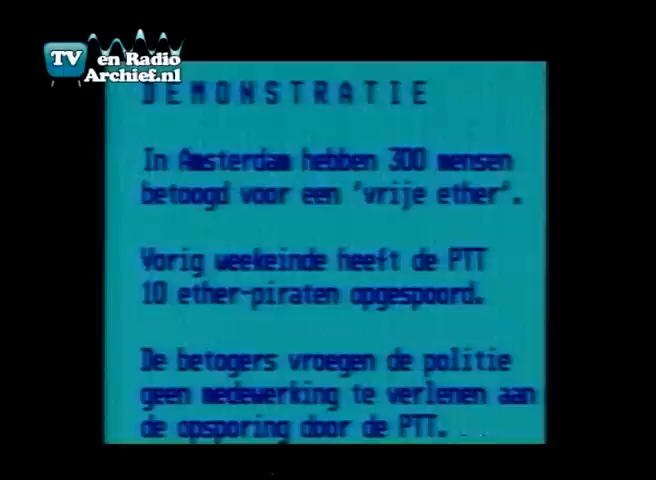 TV en Radio
Archief.nl
DEMONSTRATIE
In Amsterdam hebben 300 mensen
betoogd voor een 'vrije ether'.
Vorig weekeinde heeft de PTT
10 ether-piraten opgespoord.
De betogers vroegen de politie
geen medewerking te verlenen aan
de opsporing door de PTT. ...